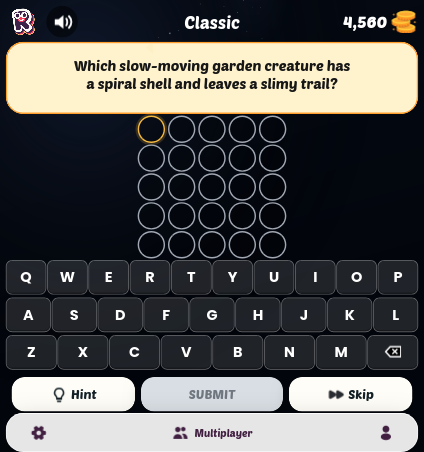 Classic
4,560
Which slow-moving garden creature has
a spiral shell and leaves a slimy trail?
Q W E R T Y U I O P
A S D F G H J K L
Z X C V B N M
Hint SUBMIT Skip
Multiplayer